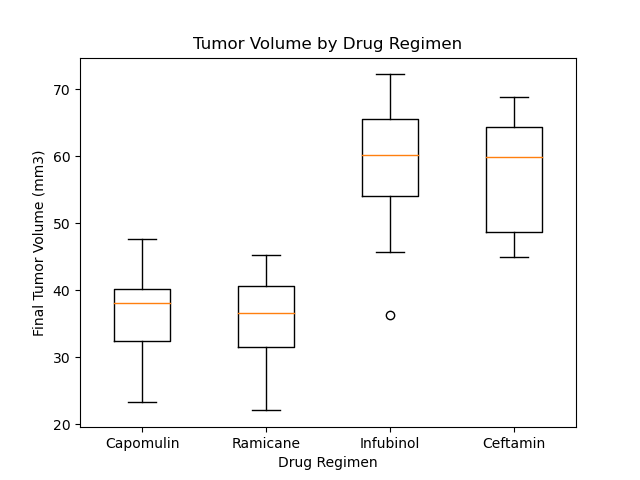 Tumor Volume by Drug Regimen
Final Tumor Volume (mm3)
70
60
50
40
30
20
Capomulin Ramicane Infubinol Ceftamin
Drug Regimen